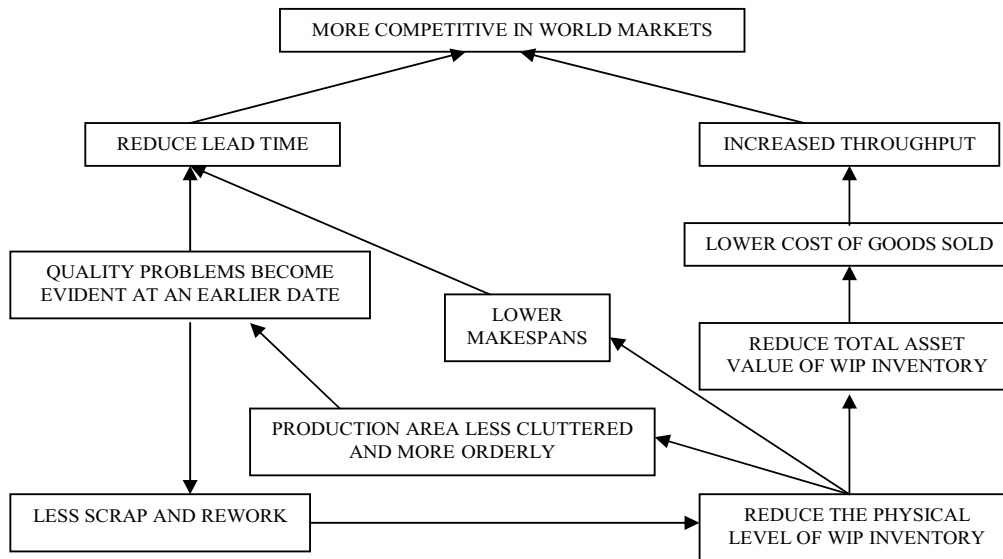 MORE COMPETITIVE IN WORLD MARKETS
REDUCE LEAD TIME
INCREASED THROUGHPUT
LOWER COST OF GOODS SOLD
QUALITY PROBLEMS BECOME
EVIDENT AT AN EARLIER DATE
LOWER
MAKESPANS
REDUCE TOTAL ASSET
VALUE OF WIP INVENTORY
PRODUCTION AREA LESS CLUTTERED
AND MORE ORDERLY
LESS SCRAP AND REWORK
REDUCE THE PHYSICAL
LEVEL OF WIP INVENTORY